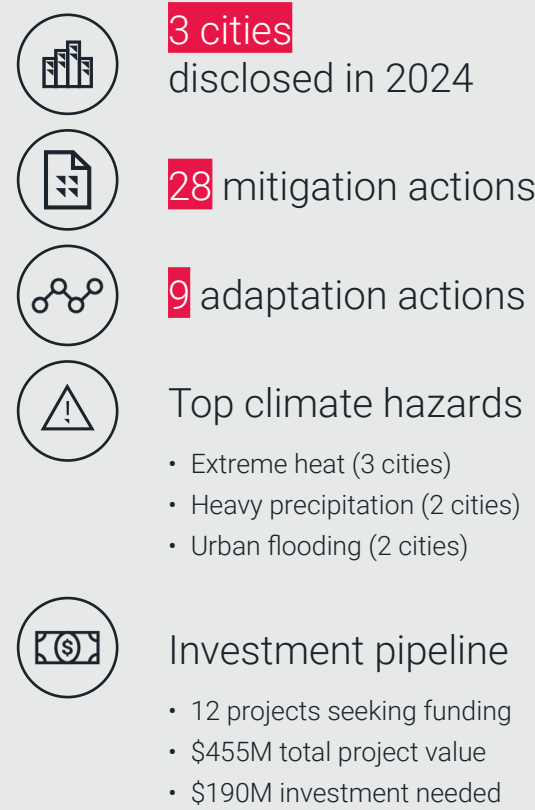 3 cities
disclosed in 2024
28 mitigation actions
9 adaptation actions
Top climate hazards
• Extreme heat (3 cities)
• Heavy precipitation (2 cities)
• Urban flooding (2 cities)
Investment pipeline
• 12 projects seeking funding
• $455M total project value
• $190M investment needed